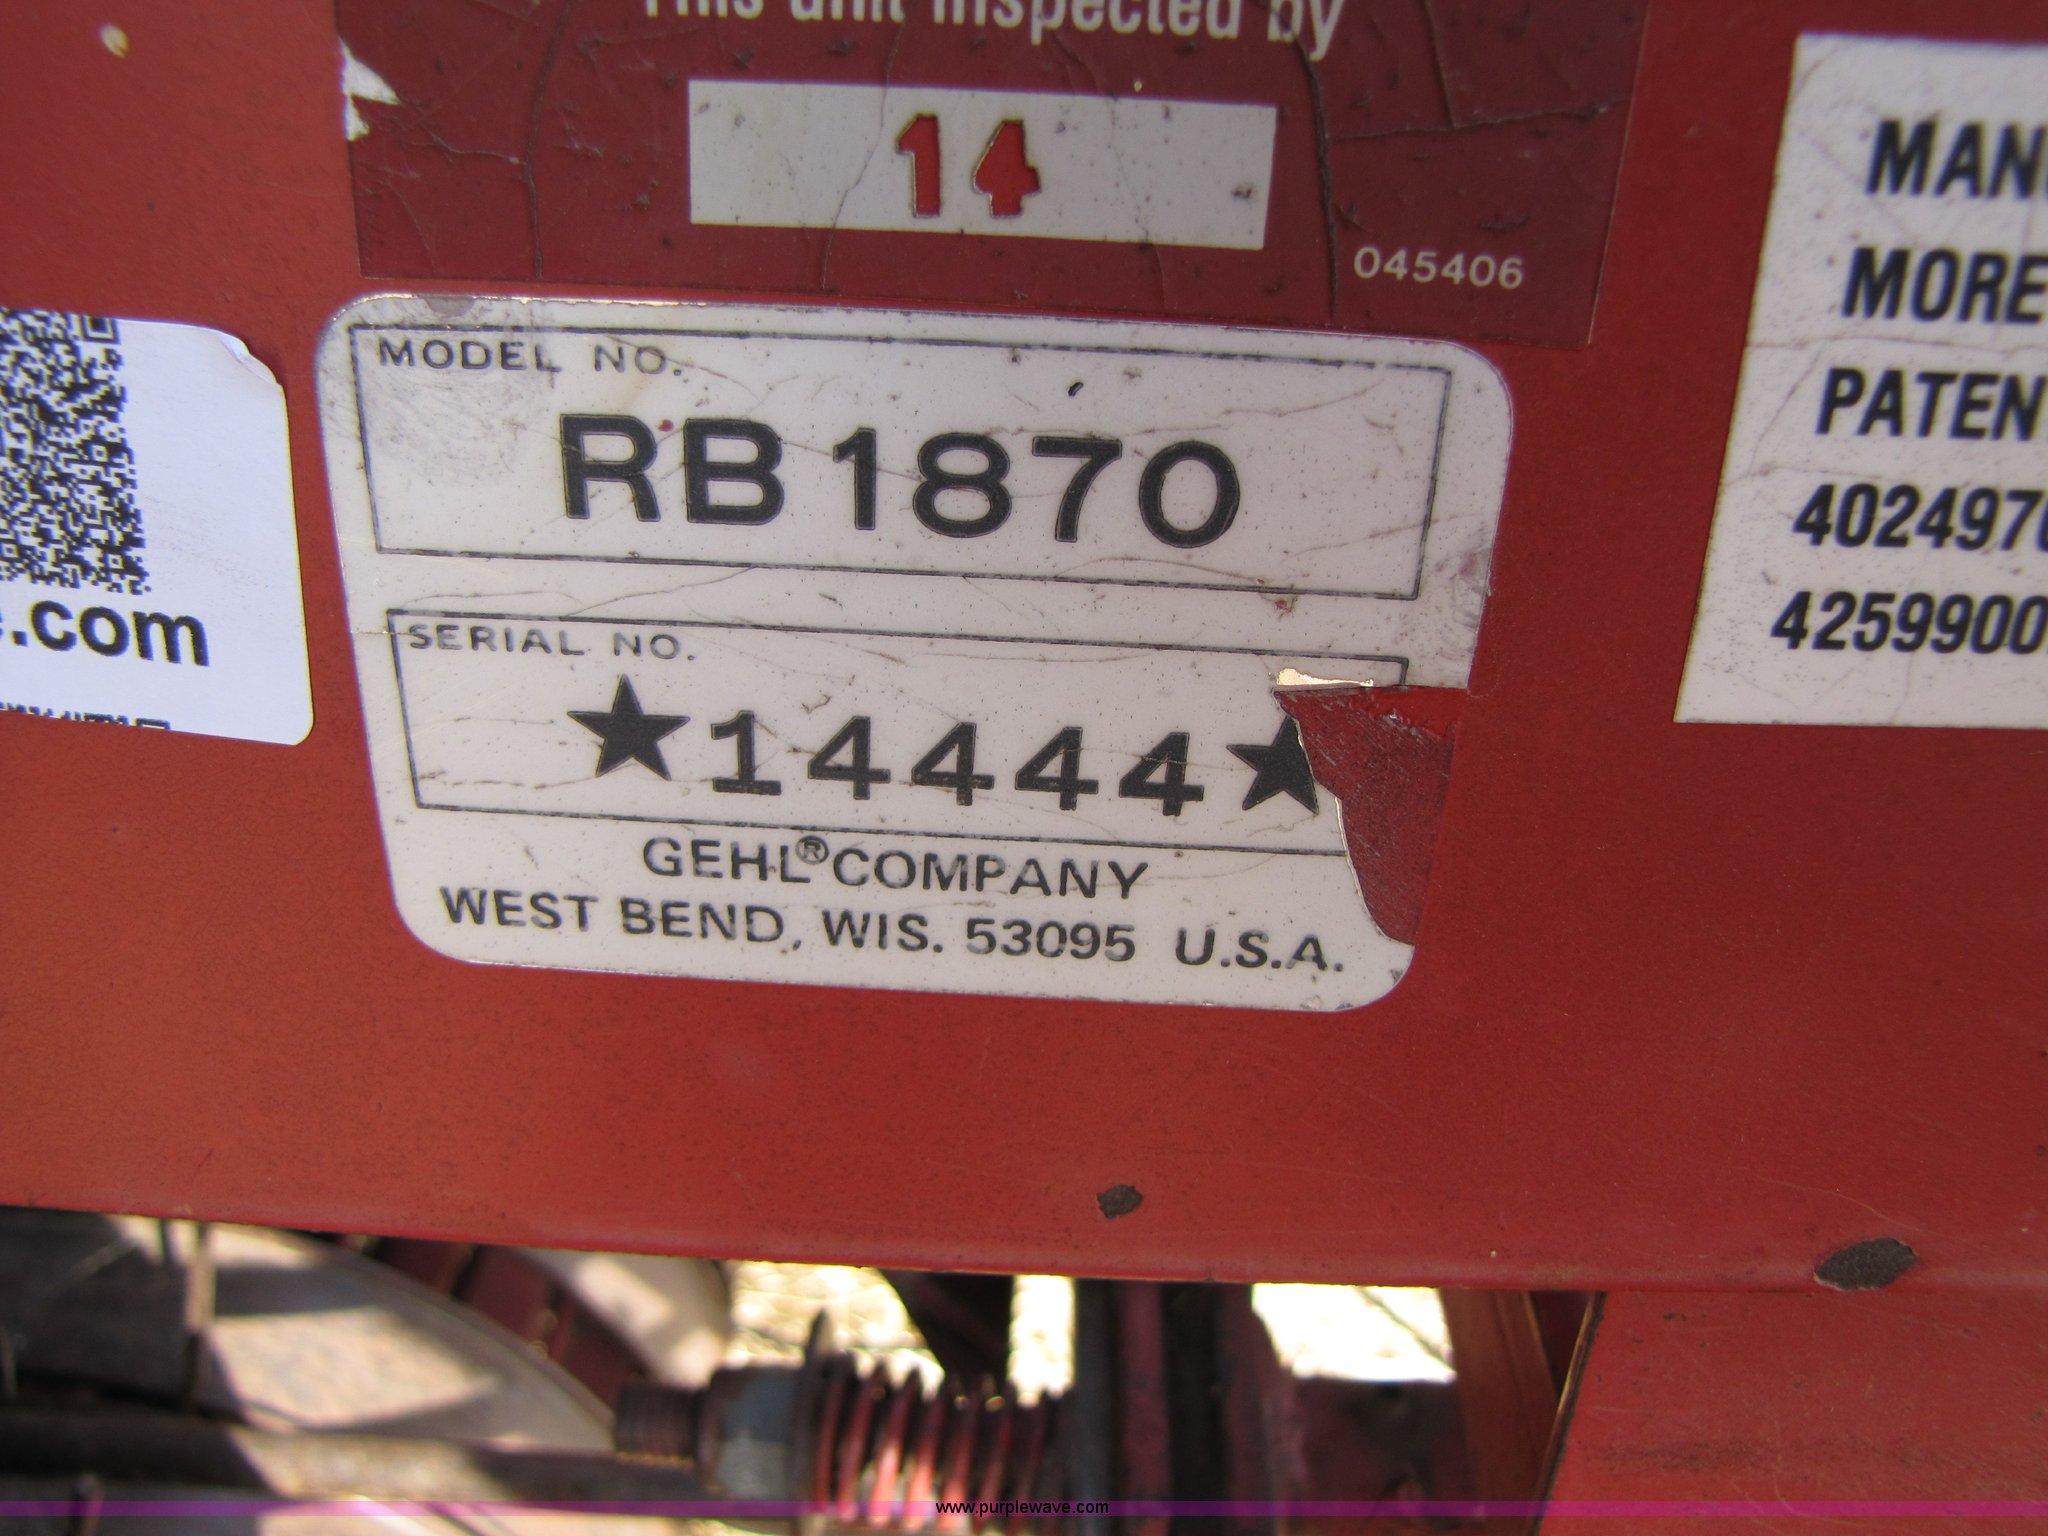 This unit inspected by
14
045406
MODEL NO.
RB1870
SERIAL NO.
★14444★
GEHL® COMPANY
WEST BEND, WIS. 53095 U.S.A.
.com
MAN
MORE
PATEN
402497
4259900
www.purplewave.com